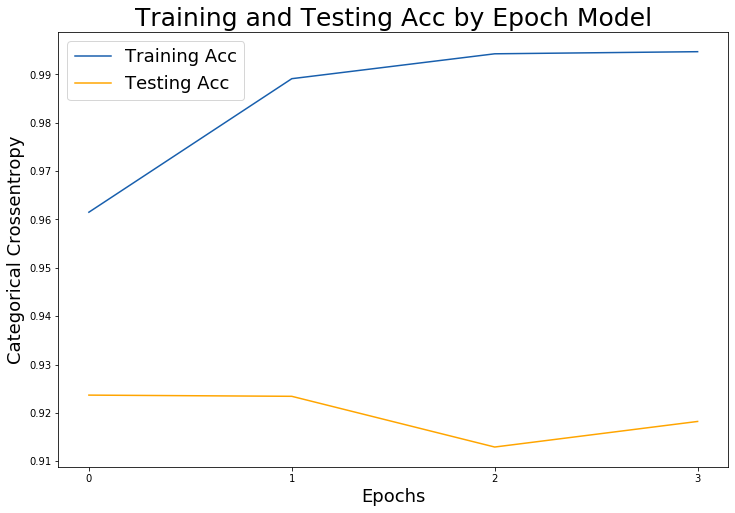 Training and Testing Acc by Epoch Model
Training Acc
Testing Acc
Categorical Crossentropy
0.99
0.98
0.97
0.96
0.95
0.94
0.93
0.92
0.91
0
1
2
3
Epochs